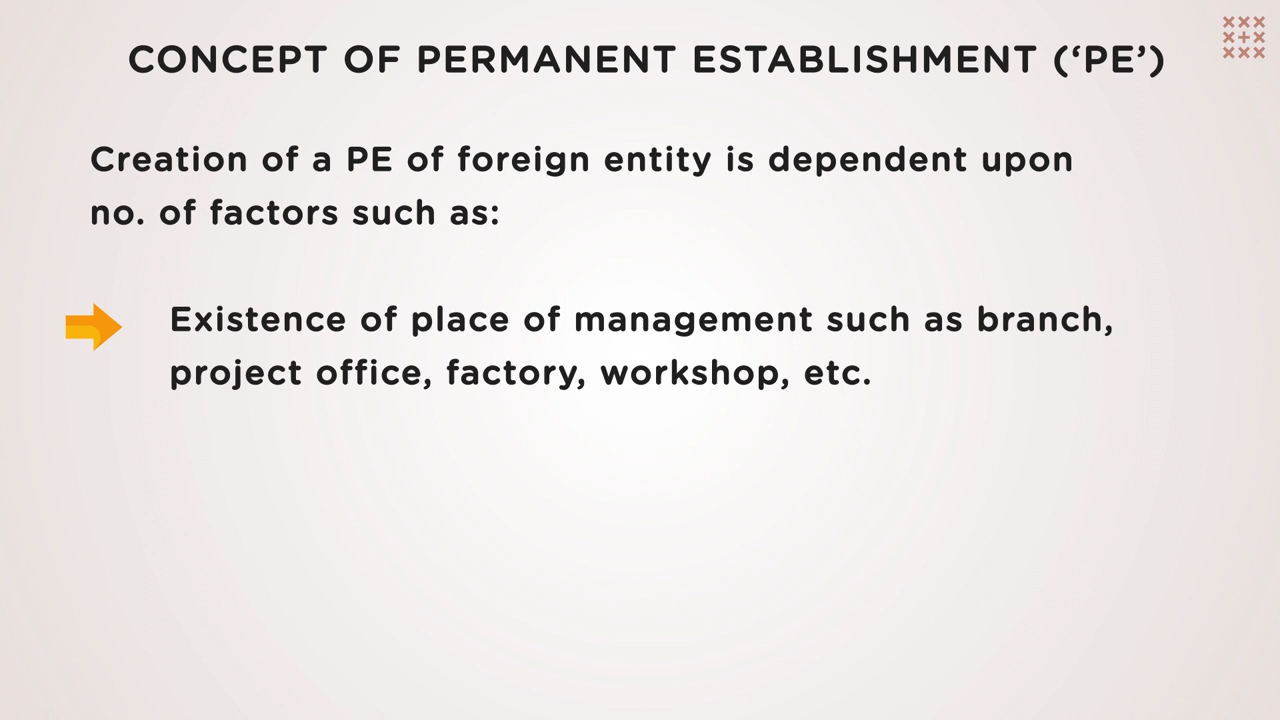 CONCEPT OF PERMANENT ESTABLISHMENT (‘PE’)
Creation of a PE of foreign entity is dependent upon
no. of factors such as:
Existence of place of management such as branch,
project office, factory, workshop, etc.